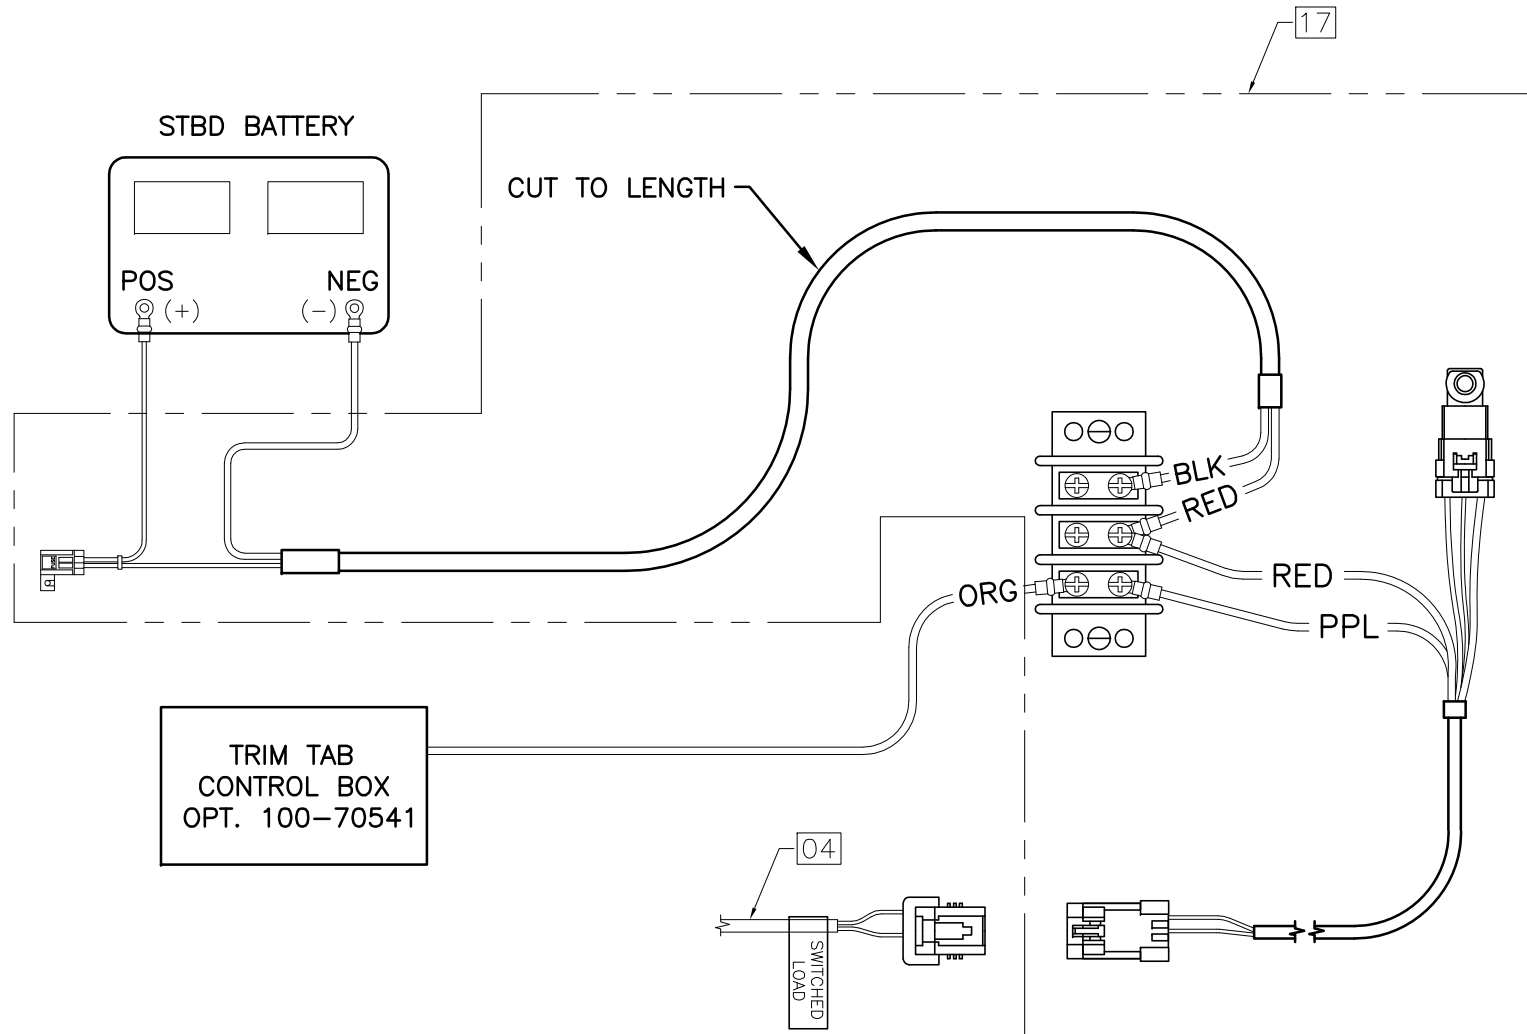 17
STBD BATTERY
CUT TO LENGTH
POS
NEG
(+)
(-)
BLK
RED
RED
ORG
PPL
TRIM TAB
CONTROL BOX
OPT. 100-70541
04
SWITCHED
LOAD